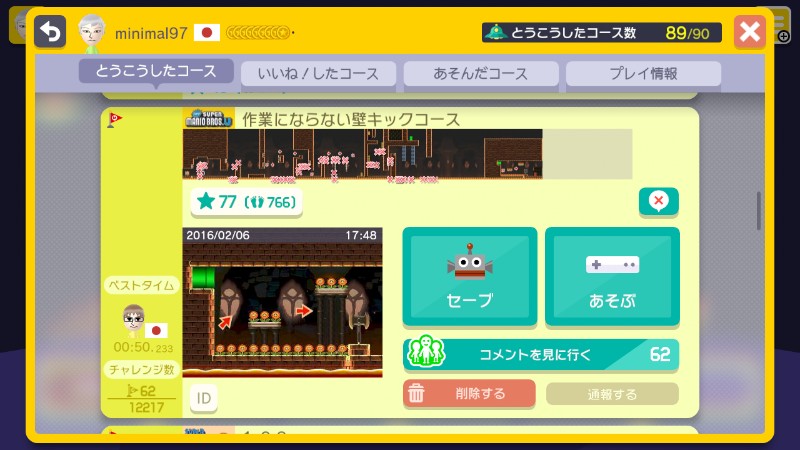 minimal97
とうこうしたコース数 89/90
とうこうしたコース
いいね！したコース
あそんだコース
プレイ情報
SUPER MARIO BROS. U
作業にならない壁キックコース
77 (766)
2016/02/06 17:48
ベストタイム
00:50.233
チャレンジ数
62
12217
セーブ
あそぶ
コメントを見に行く 62
ID
削除する
通報する